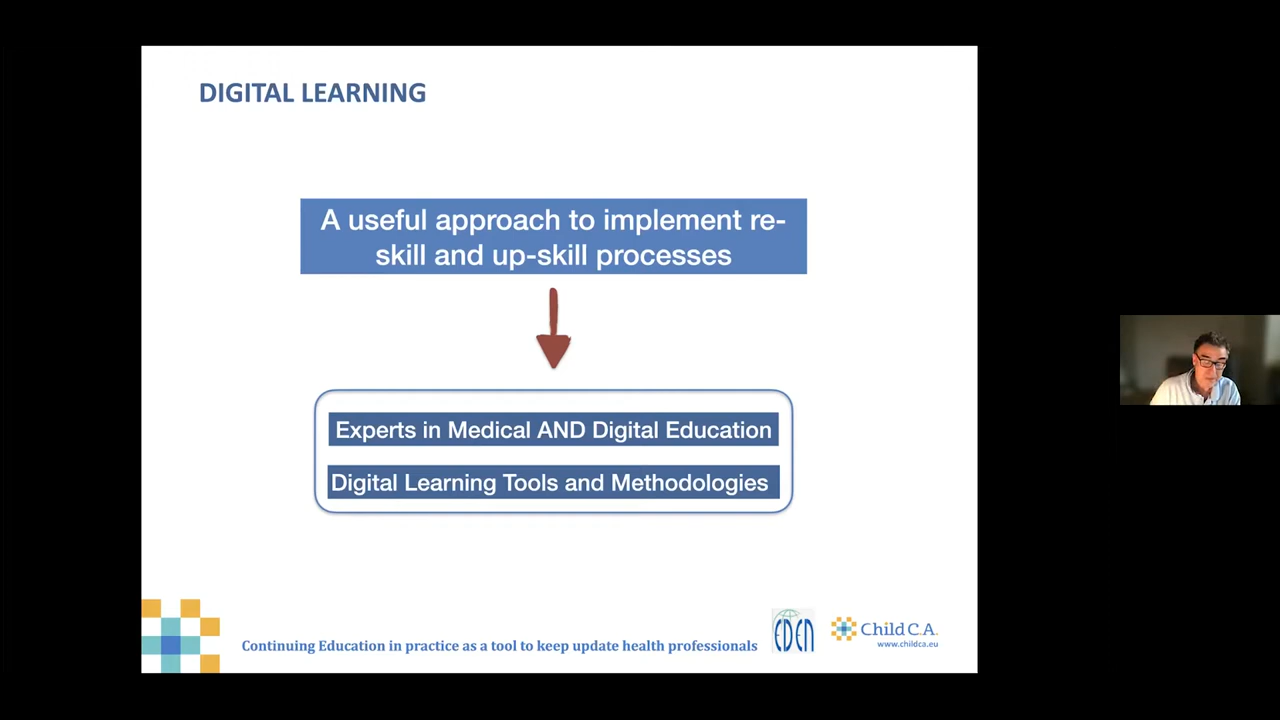 DIGITAL LEARNING
A useful approach to implement re-
skill and up-skill processes
Experts in Medical AND Digital Education
Digital Learning Tools and Methodologies
Continuing Education in practice as a tool to keep update health professionals
EDEN
Child C.A.
www.childca.eu